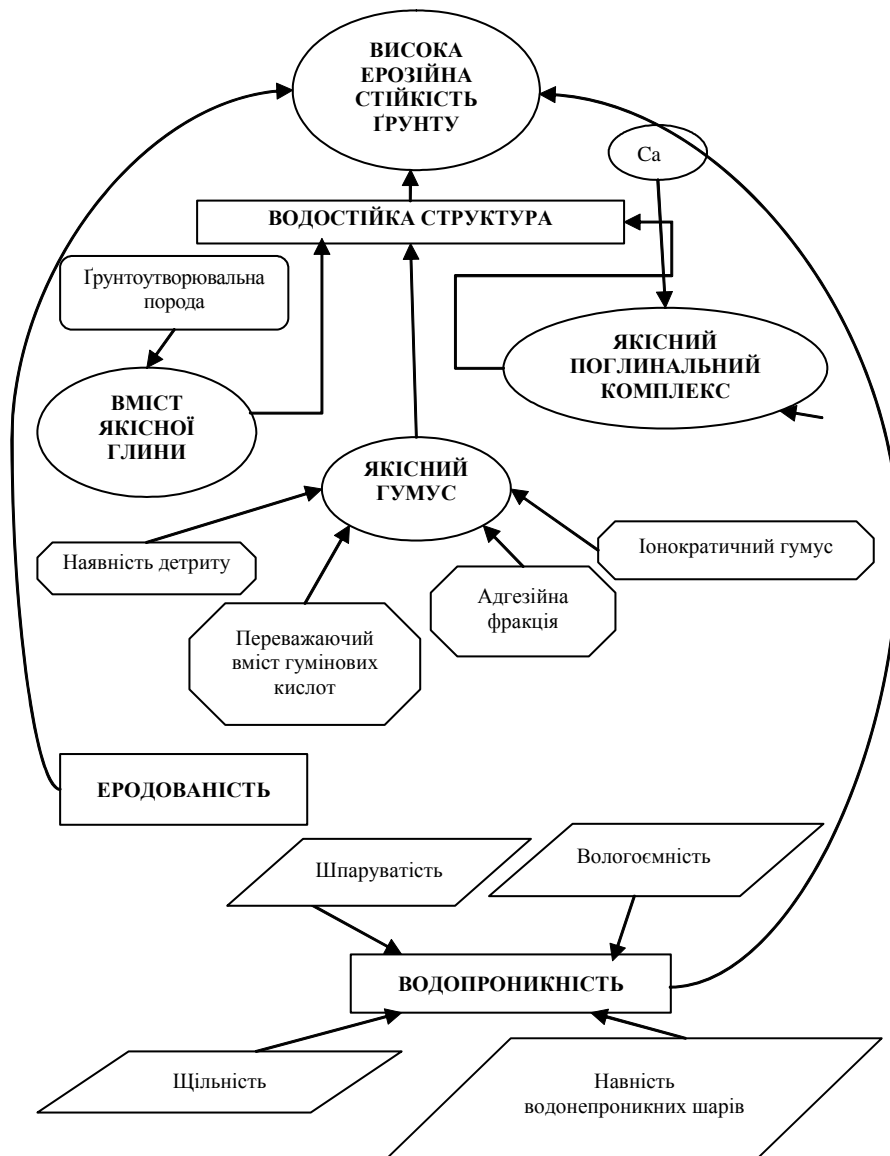 ВИСОКА
ЕРОЗІЙНА
СТІЙКІСТЬ
ҐРУНТУ
Ca
ВОДОСТІЙКА СТРУКТУРА
Ґрунтоутворювальна
порода
ЯКІСНИЙ
ПОГЛИНАЛЬНИЙ
КОМПЛЕКС
ВМІСТ
ЯКІСНОЇ
ГЛИНИ
ЯКІСНИЙ
ГУМУС
Наявність детриту
Іонократичний гумус
Адгезійна
фракція
Переважаючий
вміст гумінових
кислот
ЕРОДОВАНІСТЬ
Шпаруватість
Вологоємність
ВОДОПРОНИКНІСТЬ
Щільність
Навність
водонепроникних шарів